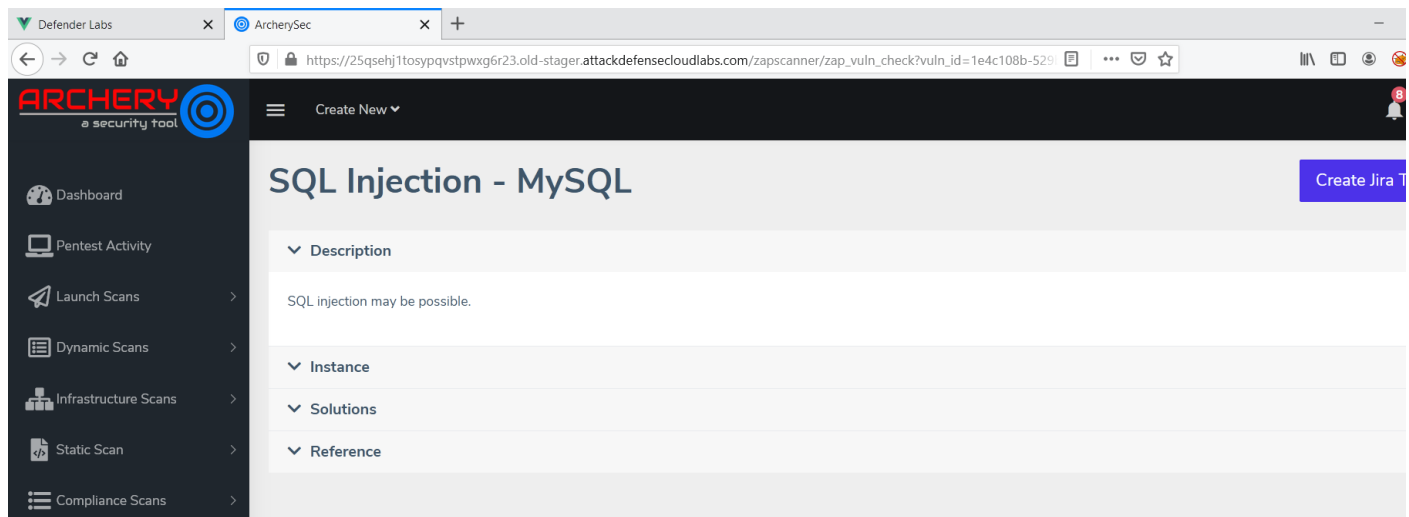 Defender Labs
ArcherySec
https://25qsehj1tosypqvstpwxg6r23.old-stager.attackdefensecloudlabs.com/zapscanner/zap_vuln_check?vuln_id=1e4c108b-529
ARCHERY
a security tool
Create New
8
SQL Injection - MySQL
Create Jira T
Dashboard
Pentest Activity
Launch Scans
Dynamic Scans
Infrastructure Scans
Static Scan
Compliance Scans
Description
SQL injection may be possible.
Instance
Solutions
Reference